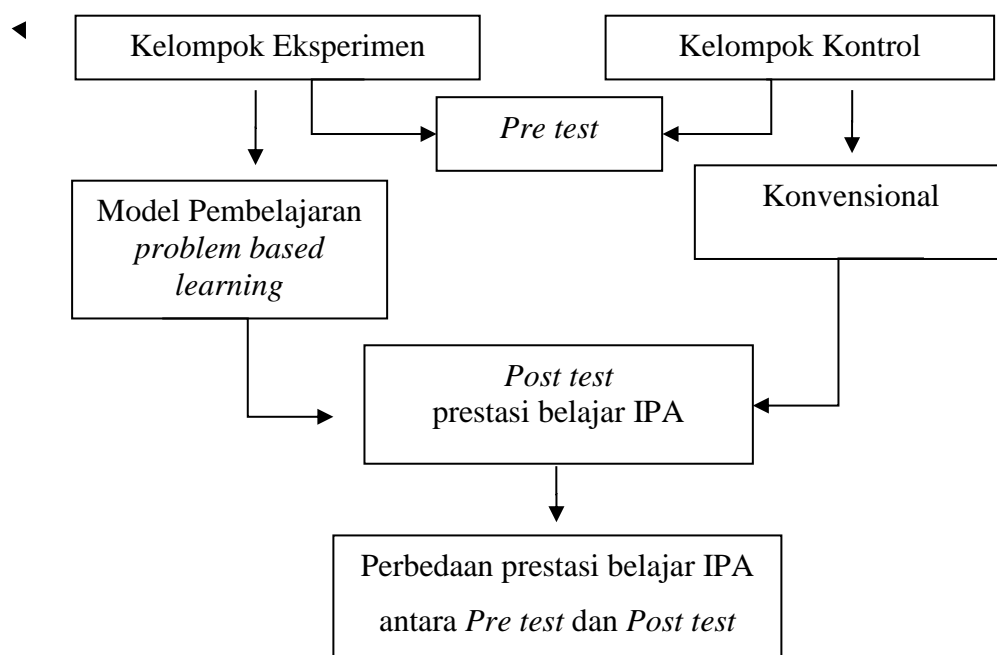 Kelompok Eksperimen
Kelompok Kontrol
Pre test
Model Pembelajaran
problem based
learning
Konvensional
Post test
prestasi belajar IPA
Perbedaan prestasi belajar IPA
antara Pre test dan Post test